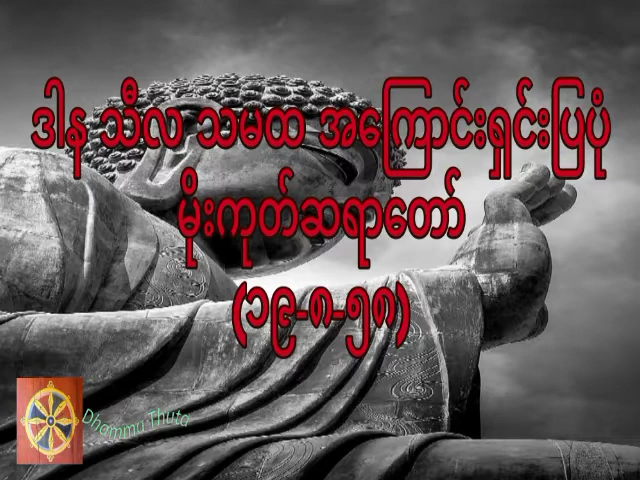 ဒါန သီလ သမထ အကြောင်းရှင်းပြပုံ
မိုးကုတ်ဆရာတော်
(၁၉-၈-၅၈)
Dhamma Thuta